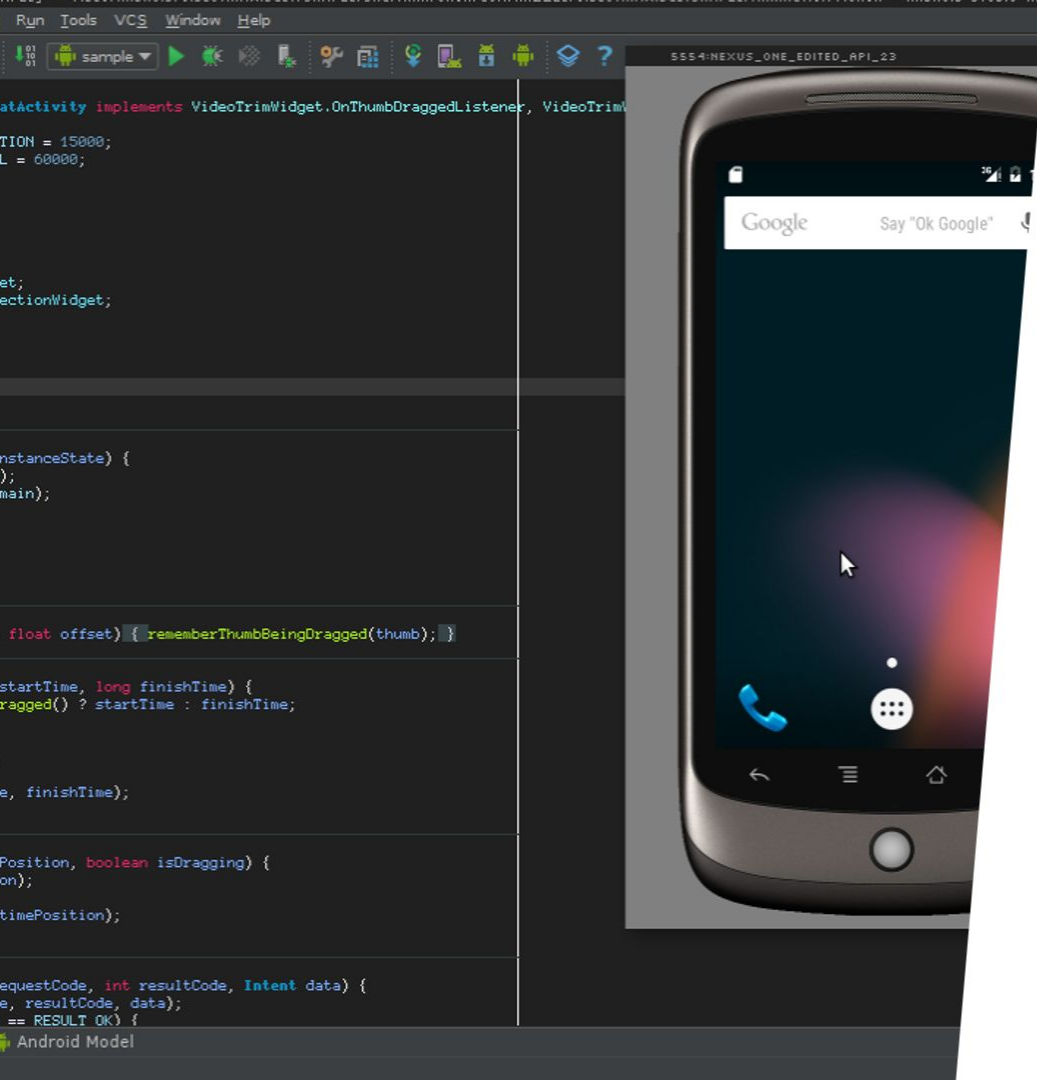 Run Tools VCS Window Help
sample
5554:NEXUS_ONE_EDITED_API_23
atActivity implements VideoTrimWidget.OnThumbDraggedListener, VideoTrimW
TION = 15000;
L = 60000;
Google Say "Ok Google"
et;
ectionWidget;
nstanceState) {
);
main);
float offset) { rememberThumbBeingDragged(thumb); }
startTime, long finishTime) {
ragged() ? startTime : finishTime;
e, finishTime);
Position, boolean isDragging) {
on);
timePosition);
equestCode, int resultCode, Intent data) {
e, resultCode, data);
== RESULT_OK) {
Android Model